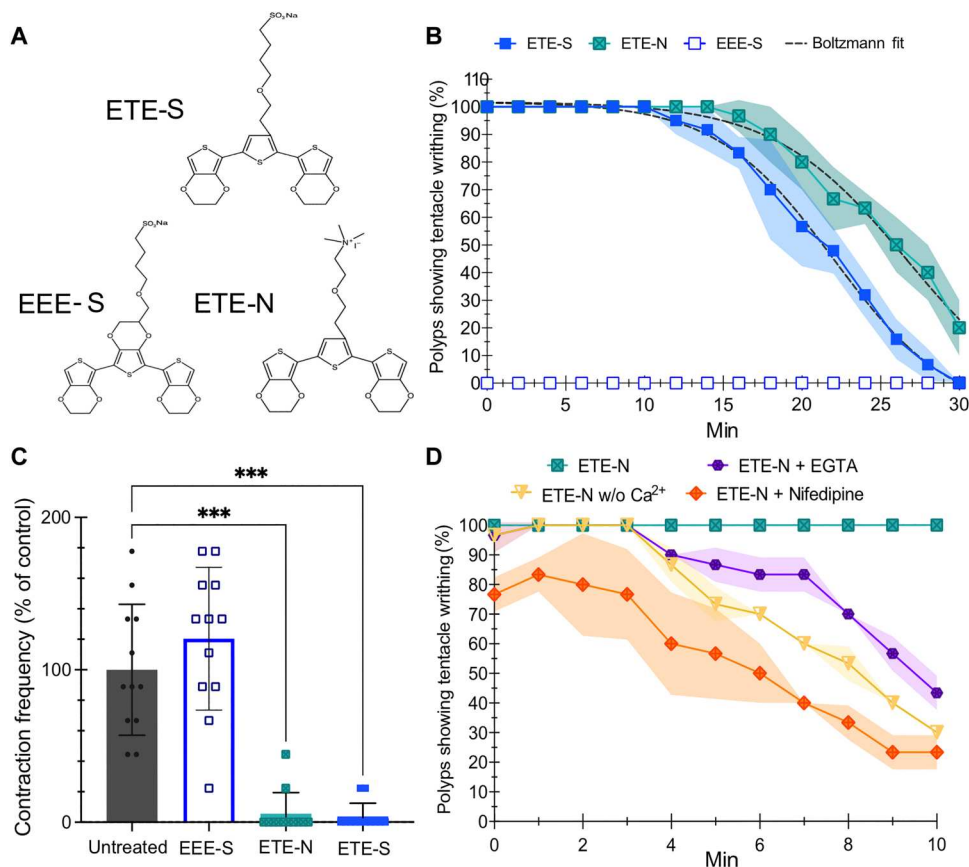 A
SO₃Na
O
ETE-S
S
S
S
O
O
O
O
SO₃Na
EEE-S
O
O
O
S
S
S
O
O
O
O
ETE-N
N⁺
I⁻
O
S
S
S
O
O
O
O
B
ETE-S
ETE-N
EEE-S
Boltzmann fit
Polyps showing tentacle writhing (%)
110
100
90
80
70
60
50
40
30
20
10
0
0 5 10 15 20 25 30
Min
C
***
***
Contraction frequency (% of control)
200
100
0
Untreated EEE-S ETE-N ETE-S
D
ETE-N
ETE-N + EGTA
ETE-N w/o Ca²⁺
ETE-N + Nifedipine
Polyps showing tentacle writhing (%)
100
90
80
70
60
50
40
30
20
10
0
0 2 4 6 8 10
Min